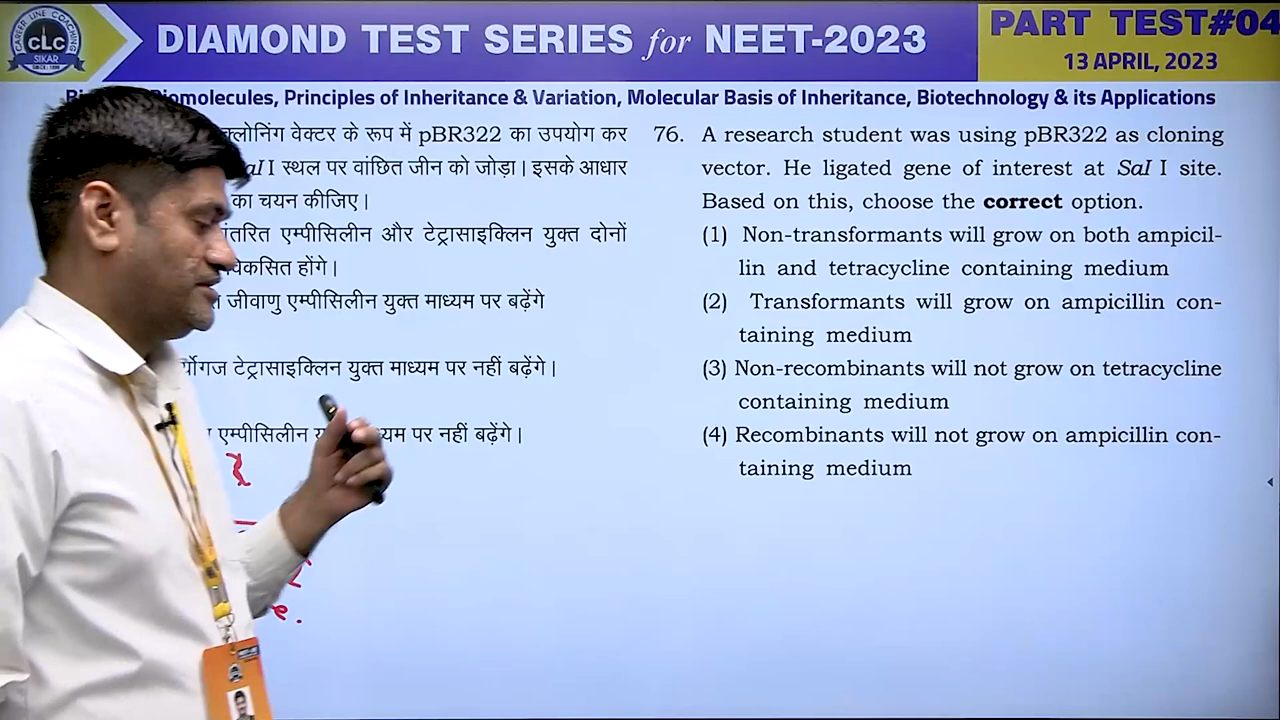 CAREER LINE COACHING
CLC
SIKAR
DIAMOND TEST SERIES for NEET-2023
PART TEST#04
13 APRIL, 2023
Biomolecules, Principles of Inheritance & Variation, Molecular Basis of Inheritance, Biotechnology & its Applications
क्लोनिंग वेक्टर के रूप में pBR322 का उपयोग कर
I स्थल पर वांछित जीन को जोड़ा। इसके आधार
का चयन कीजिए।
एम्पीसिलीन और टेट्रासाइक्लिन युक्त दोनों
होंगे।
जीवाणु एम्पीसिलीन युक्त माध्यम पर बढ़ेंगे
टेट्रासाइक्लिन युक्त माध्यम पर नहीं बढ़ेंगे।
एम्पीसिलीन पर नहीं बढ़ेंगे।
76. A research student was using pBR322 as cloning
vector. He ligated gene of interest at Sal I site.
Based on this, choose the correct option.
(1) Non-transformants will grow on both ampicil-
lin and tetracycline containing medium
(2) Transformants will grow on ampicillin con-
taining medium
(3) Non-recombinants will not grow on tetracycline
containing medium
(4) Recombinants will not grow on ampicillin con-
taining medium